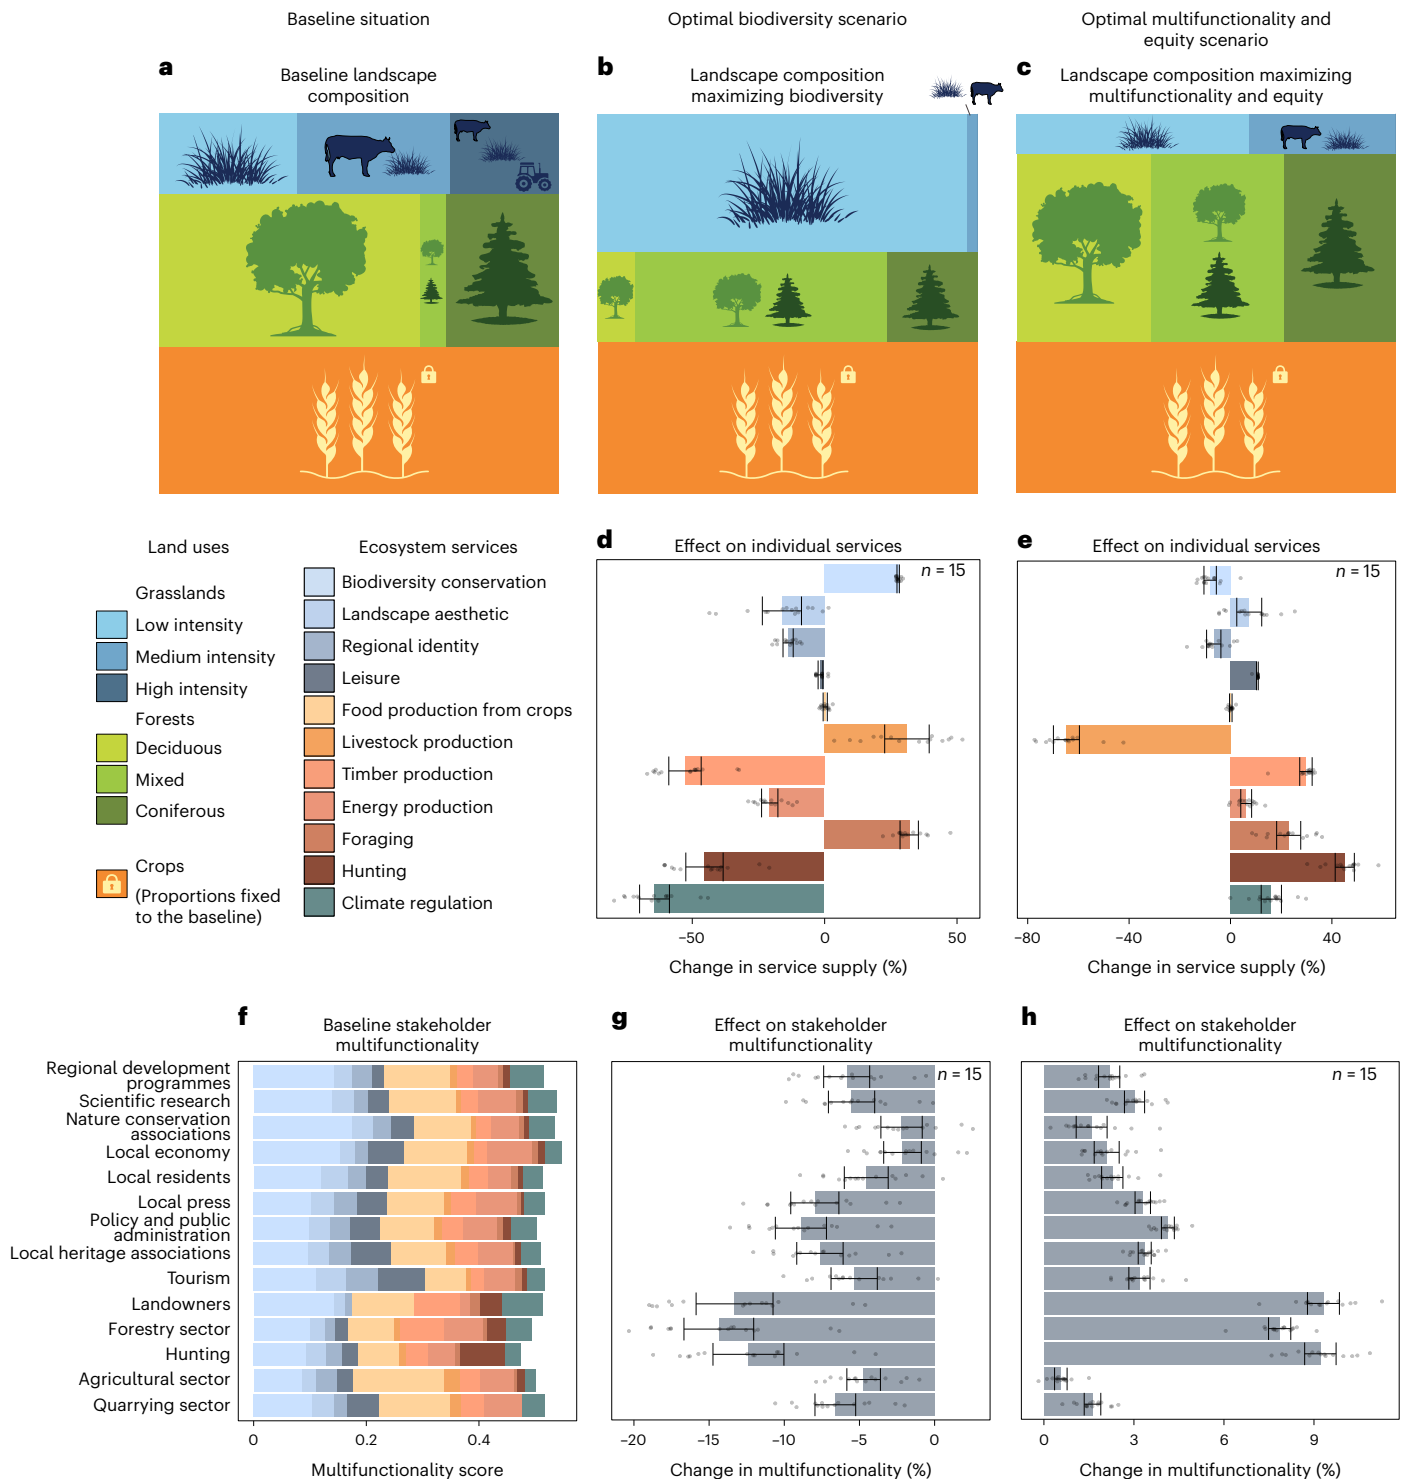 Baseline situation
Optimal biodiversity scenario
Optimal multifunctionality and
equity scenario
a
Baseline landscape
composition
b
Landscape composition
maximizing biodiversity
c
Landscape composition maximizing
multifunctionality and equity
Land uses
Grasslands
Low intensity
Medium intensity
High intensity
Forests
Deciduous
Mixed
Coniferous
Crops
(Proportions fixed
to the baseline)
Ecosystem services
Biodiversity conservation
Landscape aesthetic
Regional identity
Leisure
Food production from crops
Livestock production
Timber production
Energy production
Foraging
Hunting
Climate regulation
d
Effect on individual services
n = 15
−50 0 50
Change in service supply (%)
e
Effect on individual services
n = 15
−80 −40 0 40
Change in service supply (%)
f
Baseline stakeholder
multifunctionality
Regional development
programmes
Scientific research
Nature conservation
associations
Local economy
Local residents
Local press
Policy and public
administration
Local heritage associations
Tourism
Landowners
Forestry sector
Hunting
Agricultural sector
Quarrying sector
0 0.2 0.4
Multifunctionality score
g
Effect on stakeholder
multifunctionality
n = 15
−20 −15 −10 −5 0
Change in multifunctionality (%)
h
Effect on stakeholder
multifunctionality
n = 15
0 3 6 9
Change in multifunctionality (%)